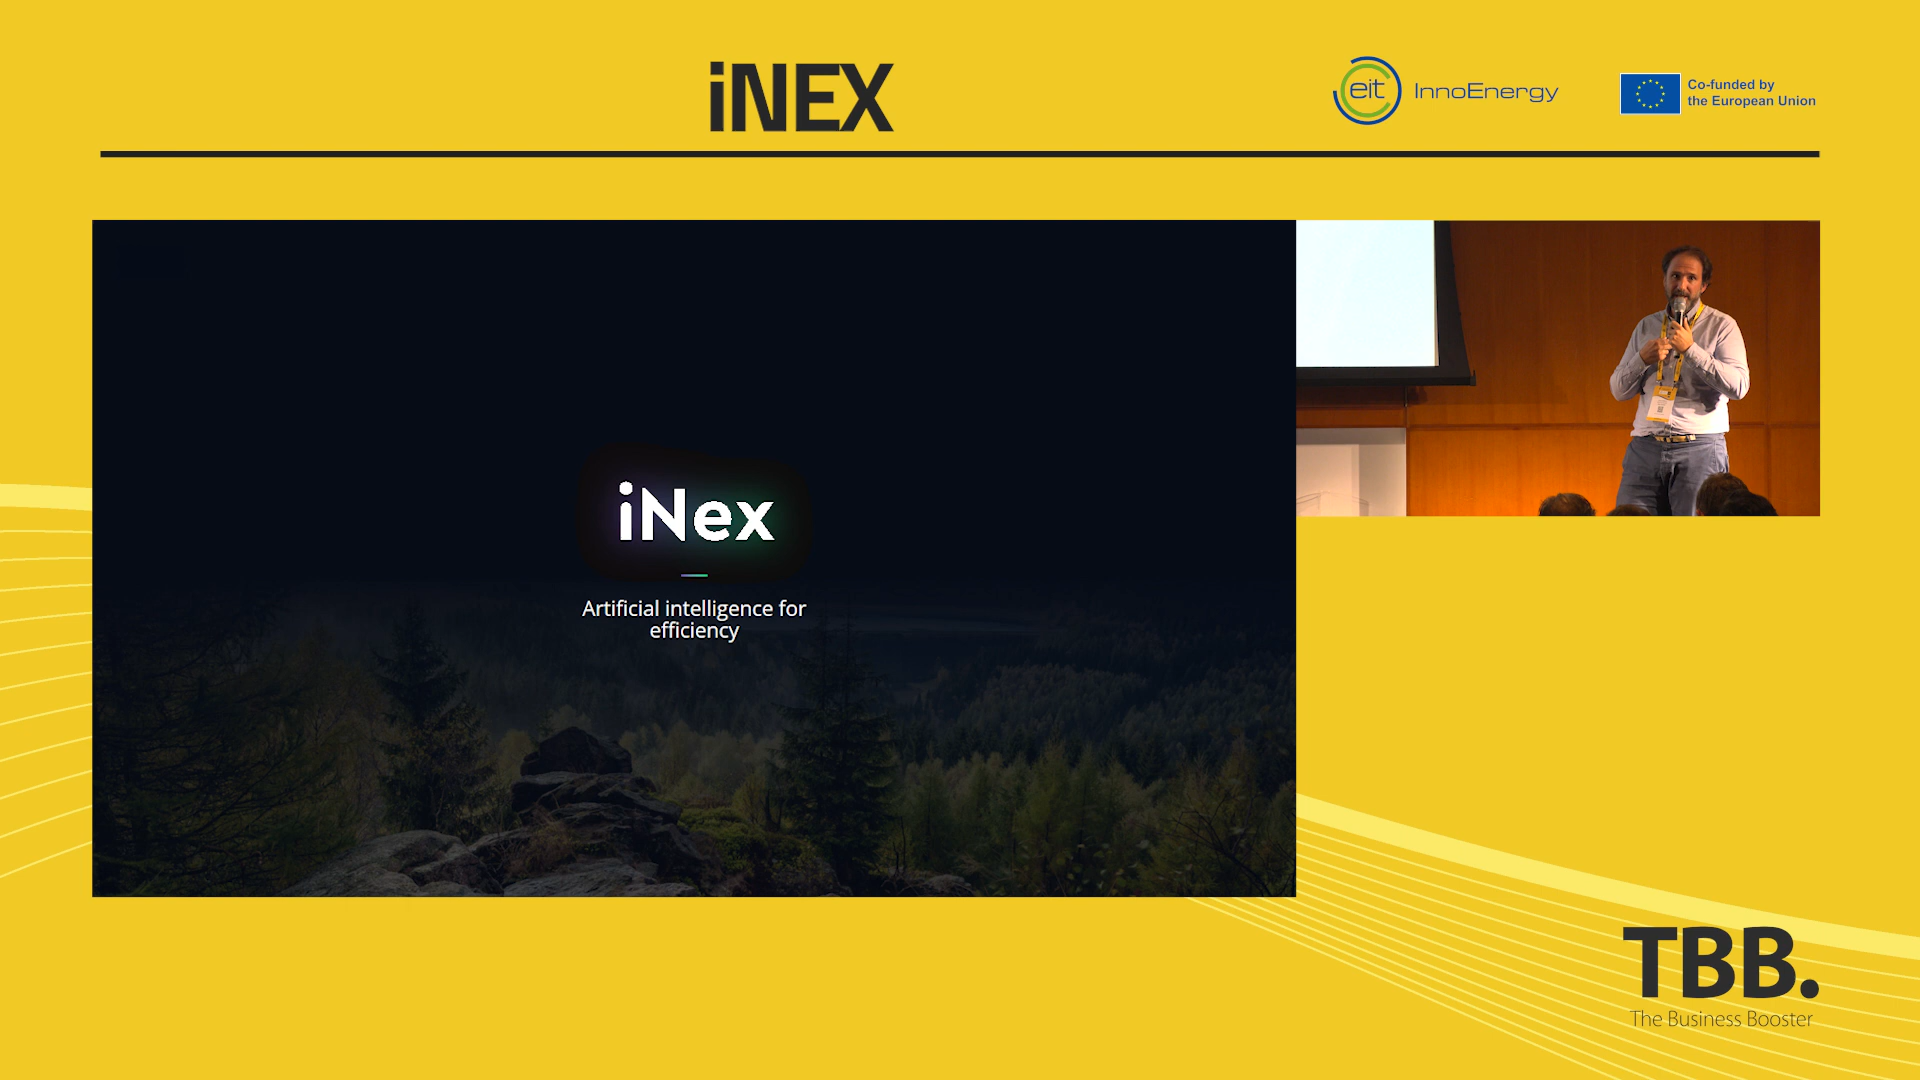 iNEX
eit InnoEnergy
Co-funded by
the European Union
iNex
Artificial intelligence for
efficiency
TBB.
The Business Booster